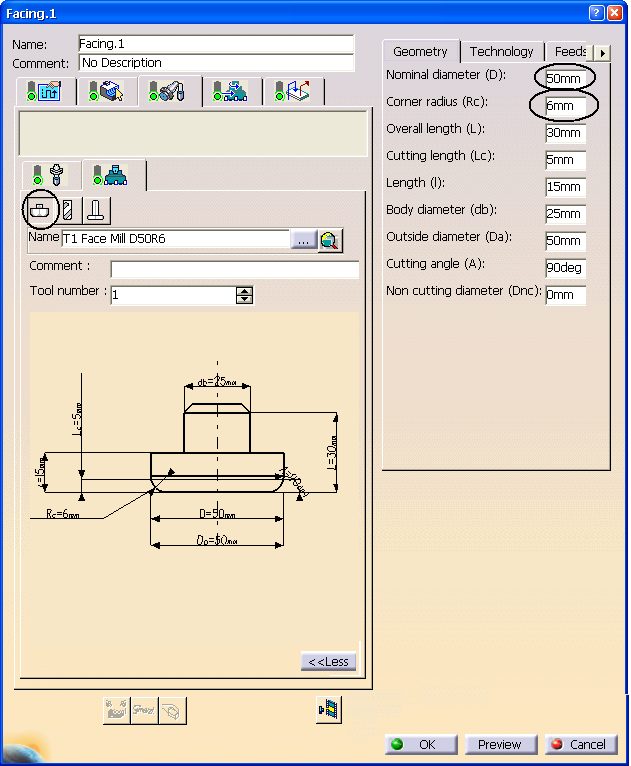 Facing.1
Name: Facing.1
Comment: No Description
Geometry Technology Feeds
Nominal diameter (D): 50mm
Corner radius (Rc): 6mm
Overall length (L): 30mm
Cutting length (Lc): 5mm
Length (l): 15mm
Body diameter (db): 25mm
Outside diameter (Da): 50mm
Cutting angle (A): 90deg
Non cutting diameter (Dnc): 0mm
Name T1 Face Mill D50R6 ...
Comment :
Tool number : 1
db=25mm
Lc=5mm
L=30mm
l=15mm
A=90deg
Rc=6mm
D=50mm
Da=50mm
<<Less
OK Preview Cancel